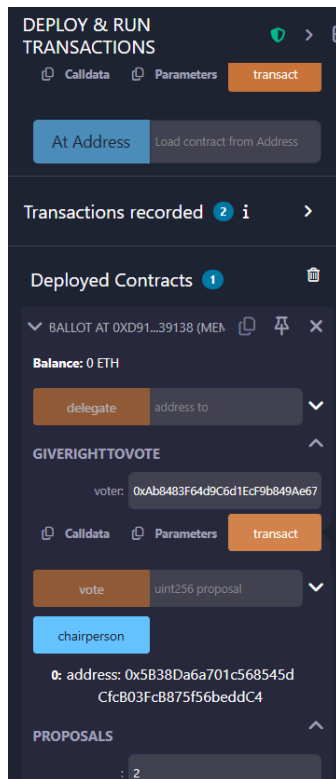 DEPLOY & RUN
TRANSACTIONS
Calldata Parameters transact
At Address Load contract from Address
Transactions recorded 2 i
Deployed Contracts 1
BALLOT AT 0XD91...39138 (MEM
Balance: 0 ETH
delegate address to
GIVERIGHTTOVOTE
voter: 0xAb8483F64d9C6d1EcF9b849Ae67
Calldata Parameters transact
vote uint256 proposal
chairperson
0: address: 0x5B38Da6a701c568545d
CfcB03FcB875f56beddC4
PROPOSALS
: 2